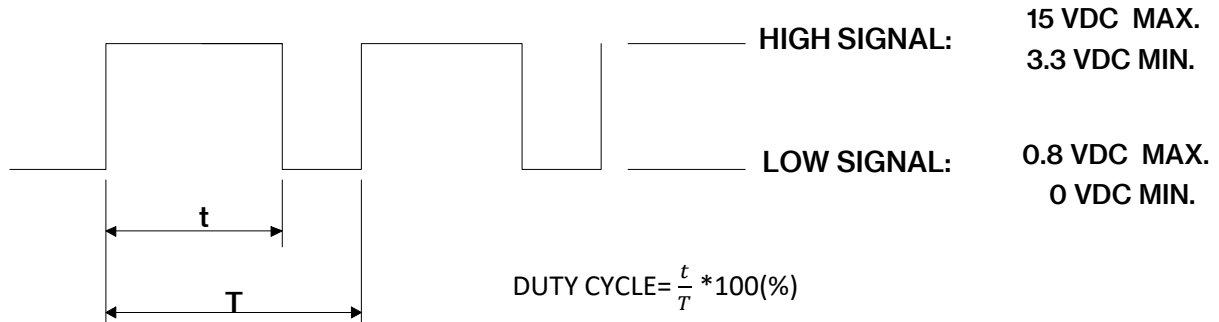 HIGH SIGNAL: 15 VDC MAX.
3.3 VDC MIN.
LOW SIGNAL: 0.8 VDC MAX.
0 VDC MIN.
t
T
DUTY CYCLE= t/T *100(%)